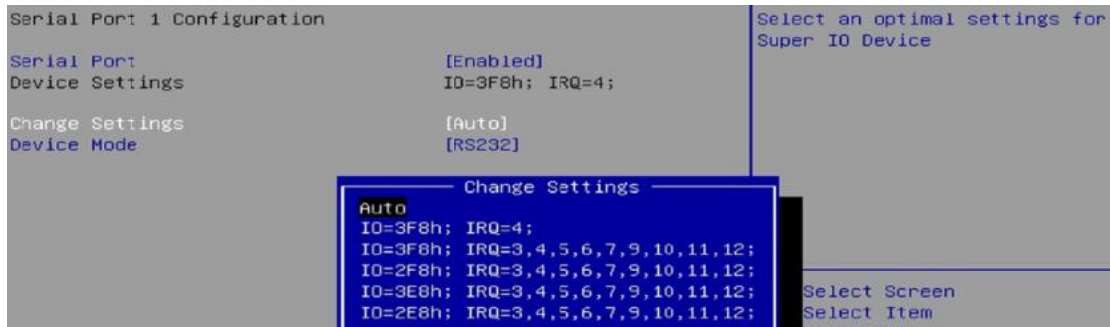 Serial Port 1 Configuration
Serial Port [Enabled]
Device Settings IO=3F8h; IRQ=4;
Change Settings [Auto]
Device Mode [RS232]
Select an optimal settings for
Super IO Device
Change Settings
Auto
IO=3F8h; IRQ=4;
IO=3F8h; IRQ=3,4,5,6,7,9,10,11,12;
IO=2F8h; IRQ=3,4,5,6,7,9,10,11,12;
IO=3E8h; IRQ=3,4,5,6,7,9,10,11,12;
IO=2E8h; IRQ=3,4,5,6,7,9,10,11,12;
Select Screen
Select Item